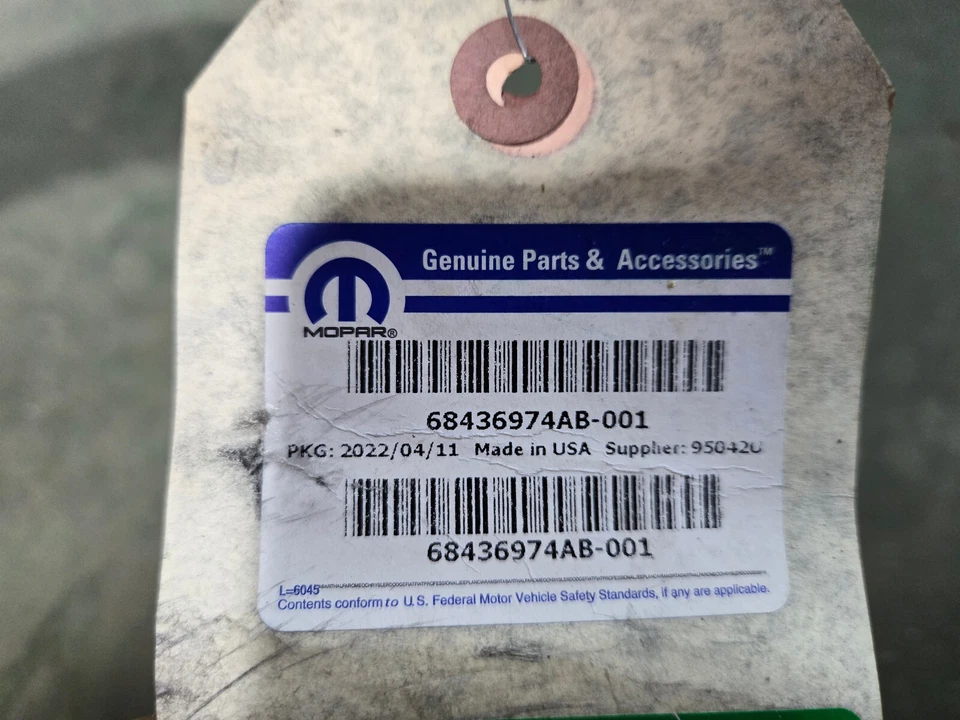 Genuine Parts & Accessories™
MOPAR®
68436974AB-001
PKG: 2022/04/11 Made in USA Supplier: 95042U
68436974AB-001
L=6045
Contents conform to U.S. Federal Motor Vehicle Safety Standards, if any are applicable.